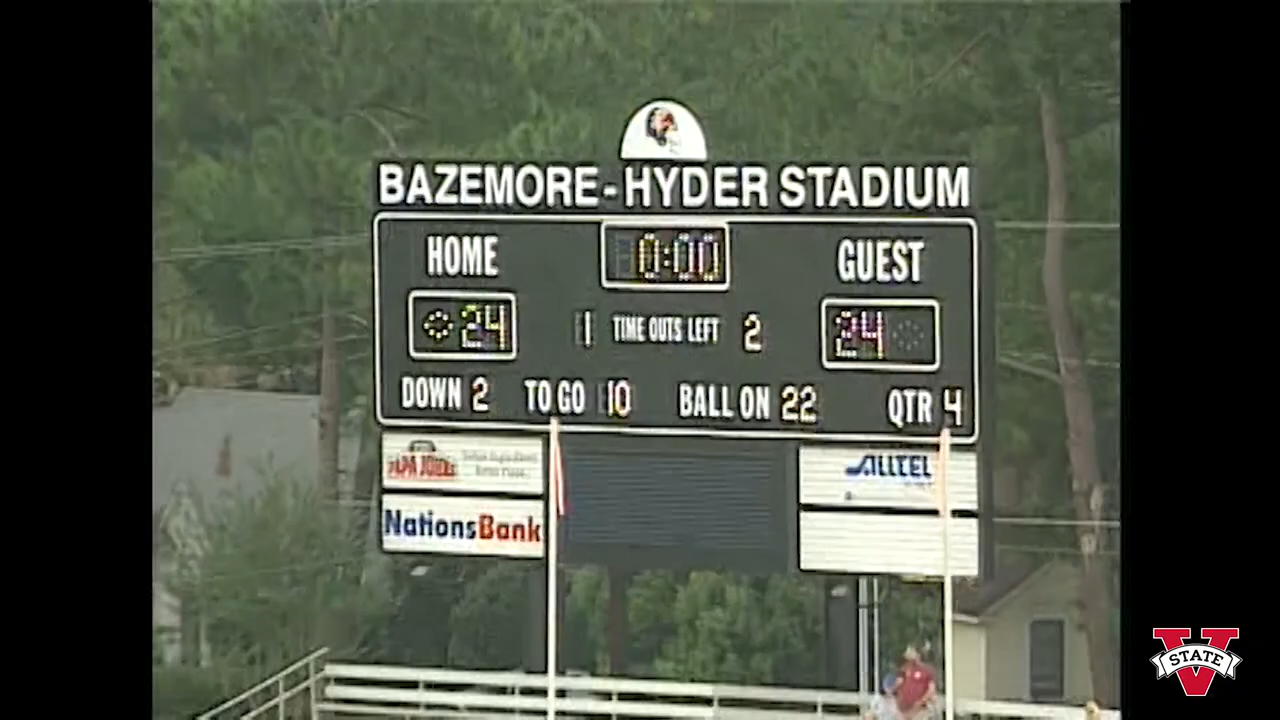 BAZEMORE-HYDER STADIUM
HOME 0:00 GUEST
24 1 TIME OUTS LEFT 2 24
DOWN 2 TO GO 10 BALL ON 22 QTR 4
PAPA JOHN'S
ALLTEL
NationsBank
V STATE